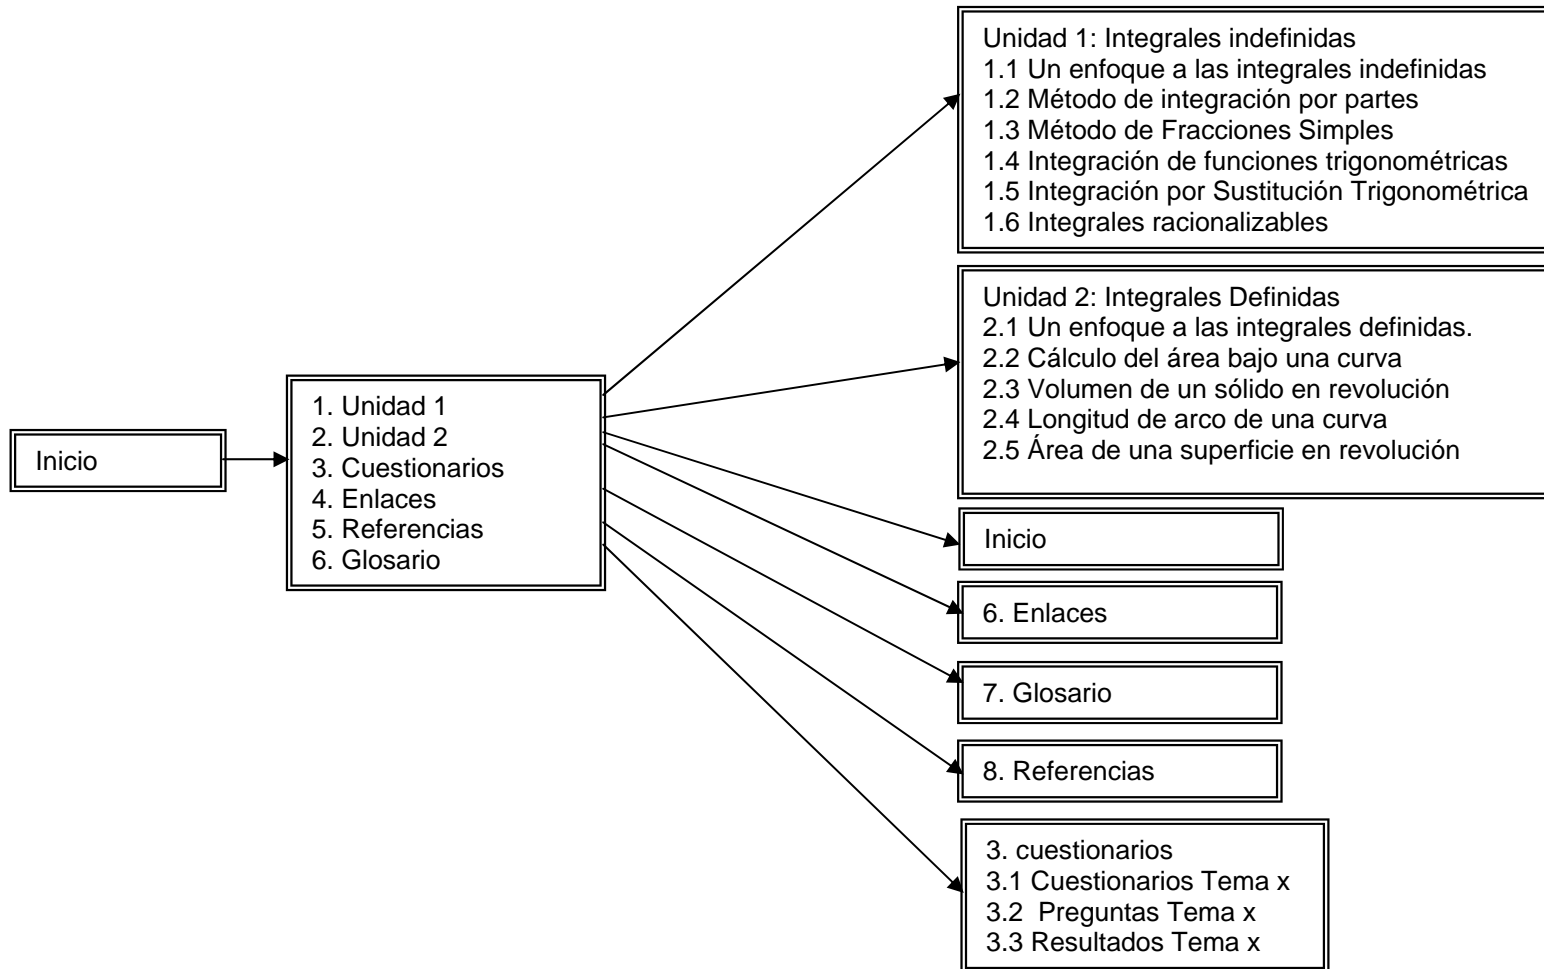 Inicio
1. Unidad 1
2. Unidad 2
3. Cuestionarios
4. Enlaces
5. Referencias
6. Glosario
Unidad 1: Integrales indefinidas
1.1 Un enfoque a las integrales indefinidas
1.2 Método de integración por partes
1.3 Método de Fracciones Simples
1.4 Integración de funciones trigonométricas
1.5 Integración por Sustitución Trigonométrica
1.6 Integrales racionalizables
Unidad 2: Integrales Definidas
2.1 Un enfoque a las integrales definidas.
2.2 Cálculo del área bajo una curva
2.3 Volumen de un sólido en revolución
2.4 Longitud de arco de una curva
2.5 Área de una superficie en revolución
Inicio
6. Enlaces
7. Glosario
8. Referencias
3. cuestionarios
3.1 Cuestionarios Tema x
3.2  Preguntas Tema x
3.3 Resultados Tema x